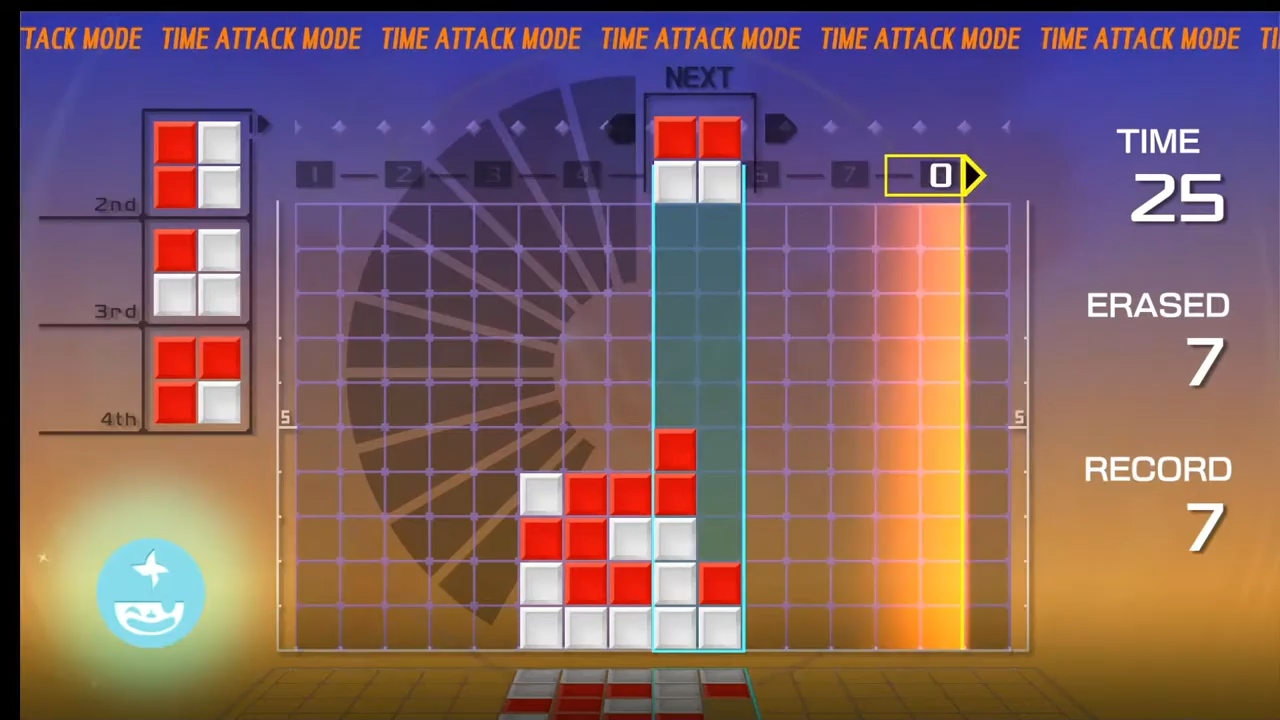 TACK MODE TIME ATTACK MODE TIME ATTACK MODE TIME ATTACK MODE TIME ATTACK MODE TIME ATTACK MODE TI
NEXT
1 2 3 4 7 0
2nd
3rd
4th
5 5
TIME
25
ERASED
7
RECORD
7